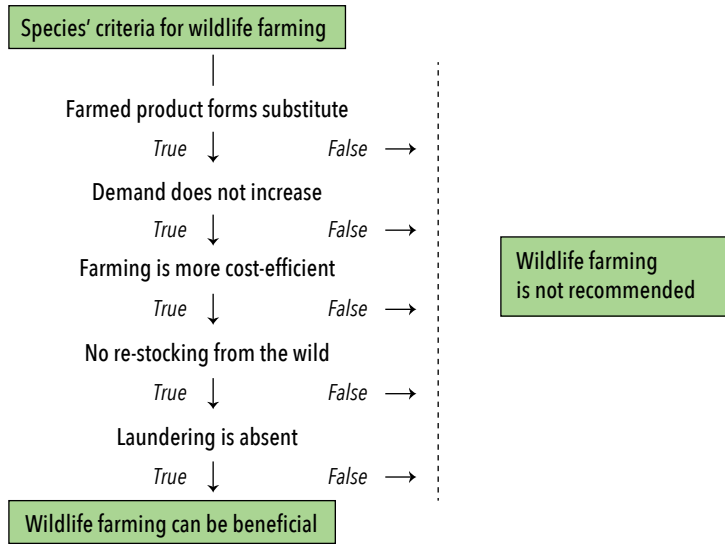 Species’ criteria for wildlife farming
Farmed product forms substitute
True False
Demand does not increase
True False
Farming is more cost-efficient
True False
No re-stocking from the wild
True False
Laundering is absent
True False
Wildlife farming can be beneficial
Wildlife farming
is not recommended